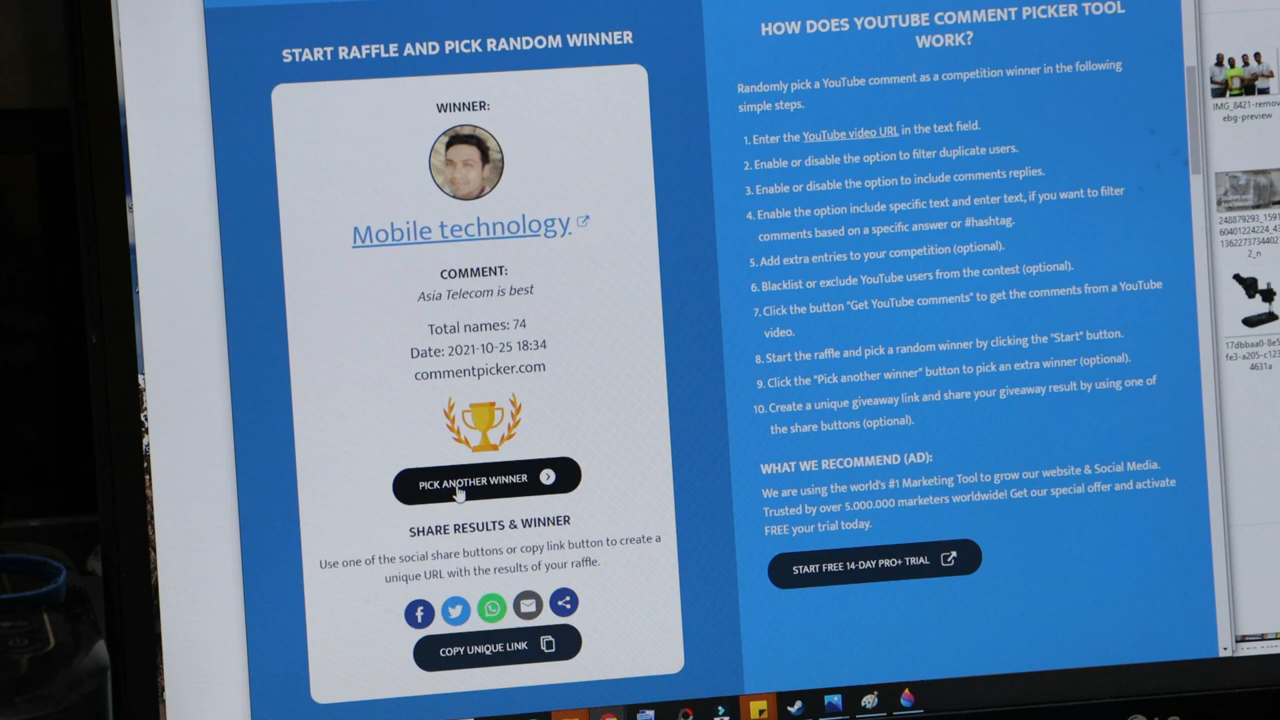 START RAFFLE AND PICK RANDOM WINNER
WINNER:
Mobile technology
COMMENT:
Asia Telecom is best
Total names: 74
Date: 2021-10-25 18:34
commentpicker.com
PICK ANOTHER WINNER
SHARE RESULTS & WINNER
Use one of the social share buttons or copy link button to create a
unique URL with the results of your raffle.
COPY UNIQUE LINK
HOW DOES YOUTUBE COMMENT PICKER TOOL
WORK?
Randomly pick a YouTube comment as a competition winner in the following
simple steps.
1. Enter the YouTube video URL in the text field.
2. Enable or disable the option to filter duplicate users.
3. Enable or disable the option to include comments replies.
4. Enable the option include specific text and enter text, if you want to filter
comments based on a specific answer or #hashtag.
5. Add extra entries to your competition (optional).
6. Blacklist or exclude YouTube users from the contest (optional).
7. Click the button "Get YouTube comments" to get the comments from a YouTube
video.
8. Start the raffle and pick a random winner by clicking the "Start" button.
9. Click the "Pick another winner" button to pick an extra winner (optional).
10. Create a unique giveaway link and share your giveaway result by using one of
the share buttons (optional).
WHAT WE RECOMMEND (AD):
We are using the world's #1 Marketing Tool to grow our website & Social Media.
Trusted by over 5.000.000 marketers worldwide! Get our special offer and activate
FREE your trial today.
START FREE 14-DAY PRO+ TRIAL
IMG_8421-remov
ebg-preview
248879293_1591
60401224224_43
1362273734402
2_n
17dbbaa0-8e5
fe3-a205-c123
4631a